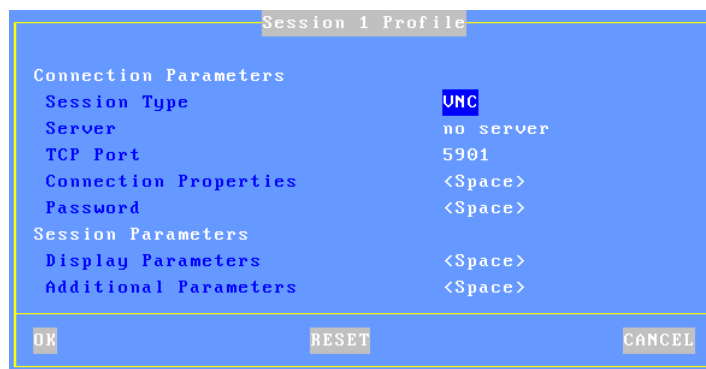 Session 1 Profile
Connection Parameters
Session Type VNC
Server no server
TCP Port 5901
Connection Properties <Space>
Password <Space>
Session Parameters
Display Parameters <Space>
Additional Parameters <Space>
OK RESET CANCEL